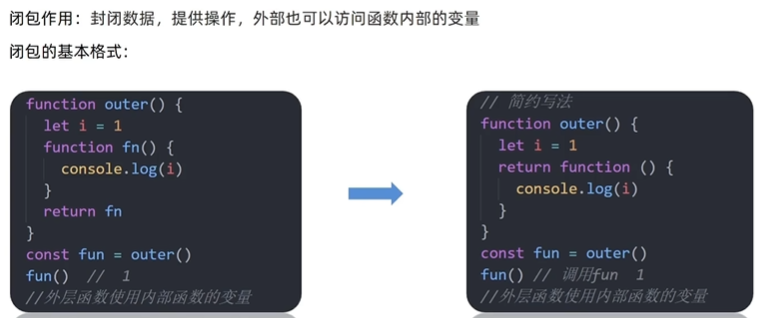 闭包作用：封闭数据，提供操作，外部也可以访问函数内部的变量
闭包的基本格式：
function outer() {
let i = 1
function fn() {
console.log(i)
}
return fn
}
const fun = outer()
fun() // 1
//外层函数使用内部函数的变量
// 简约写法
function outer() {
let i = 1
return function () {
console.log(i)
}
}
const fun = outer()
fun() // 调用fun 1
//外层函数使用内部函数的变量